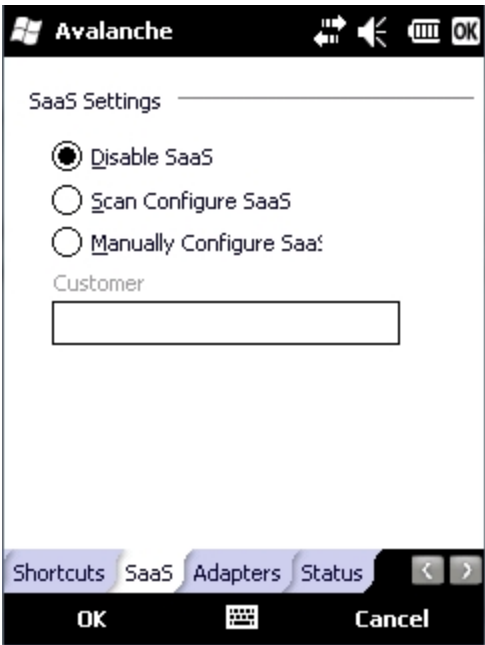 Avalanche OK
SaaS Settings
Disable SaaS
Scan Configure SaaS
Manually Configure Saa
Customer
Shortcuts SaaS Adapters Status
OK Cancel